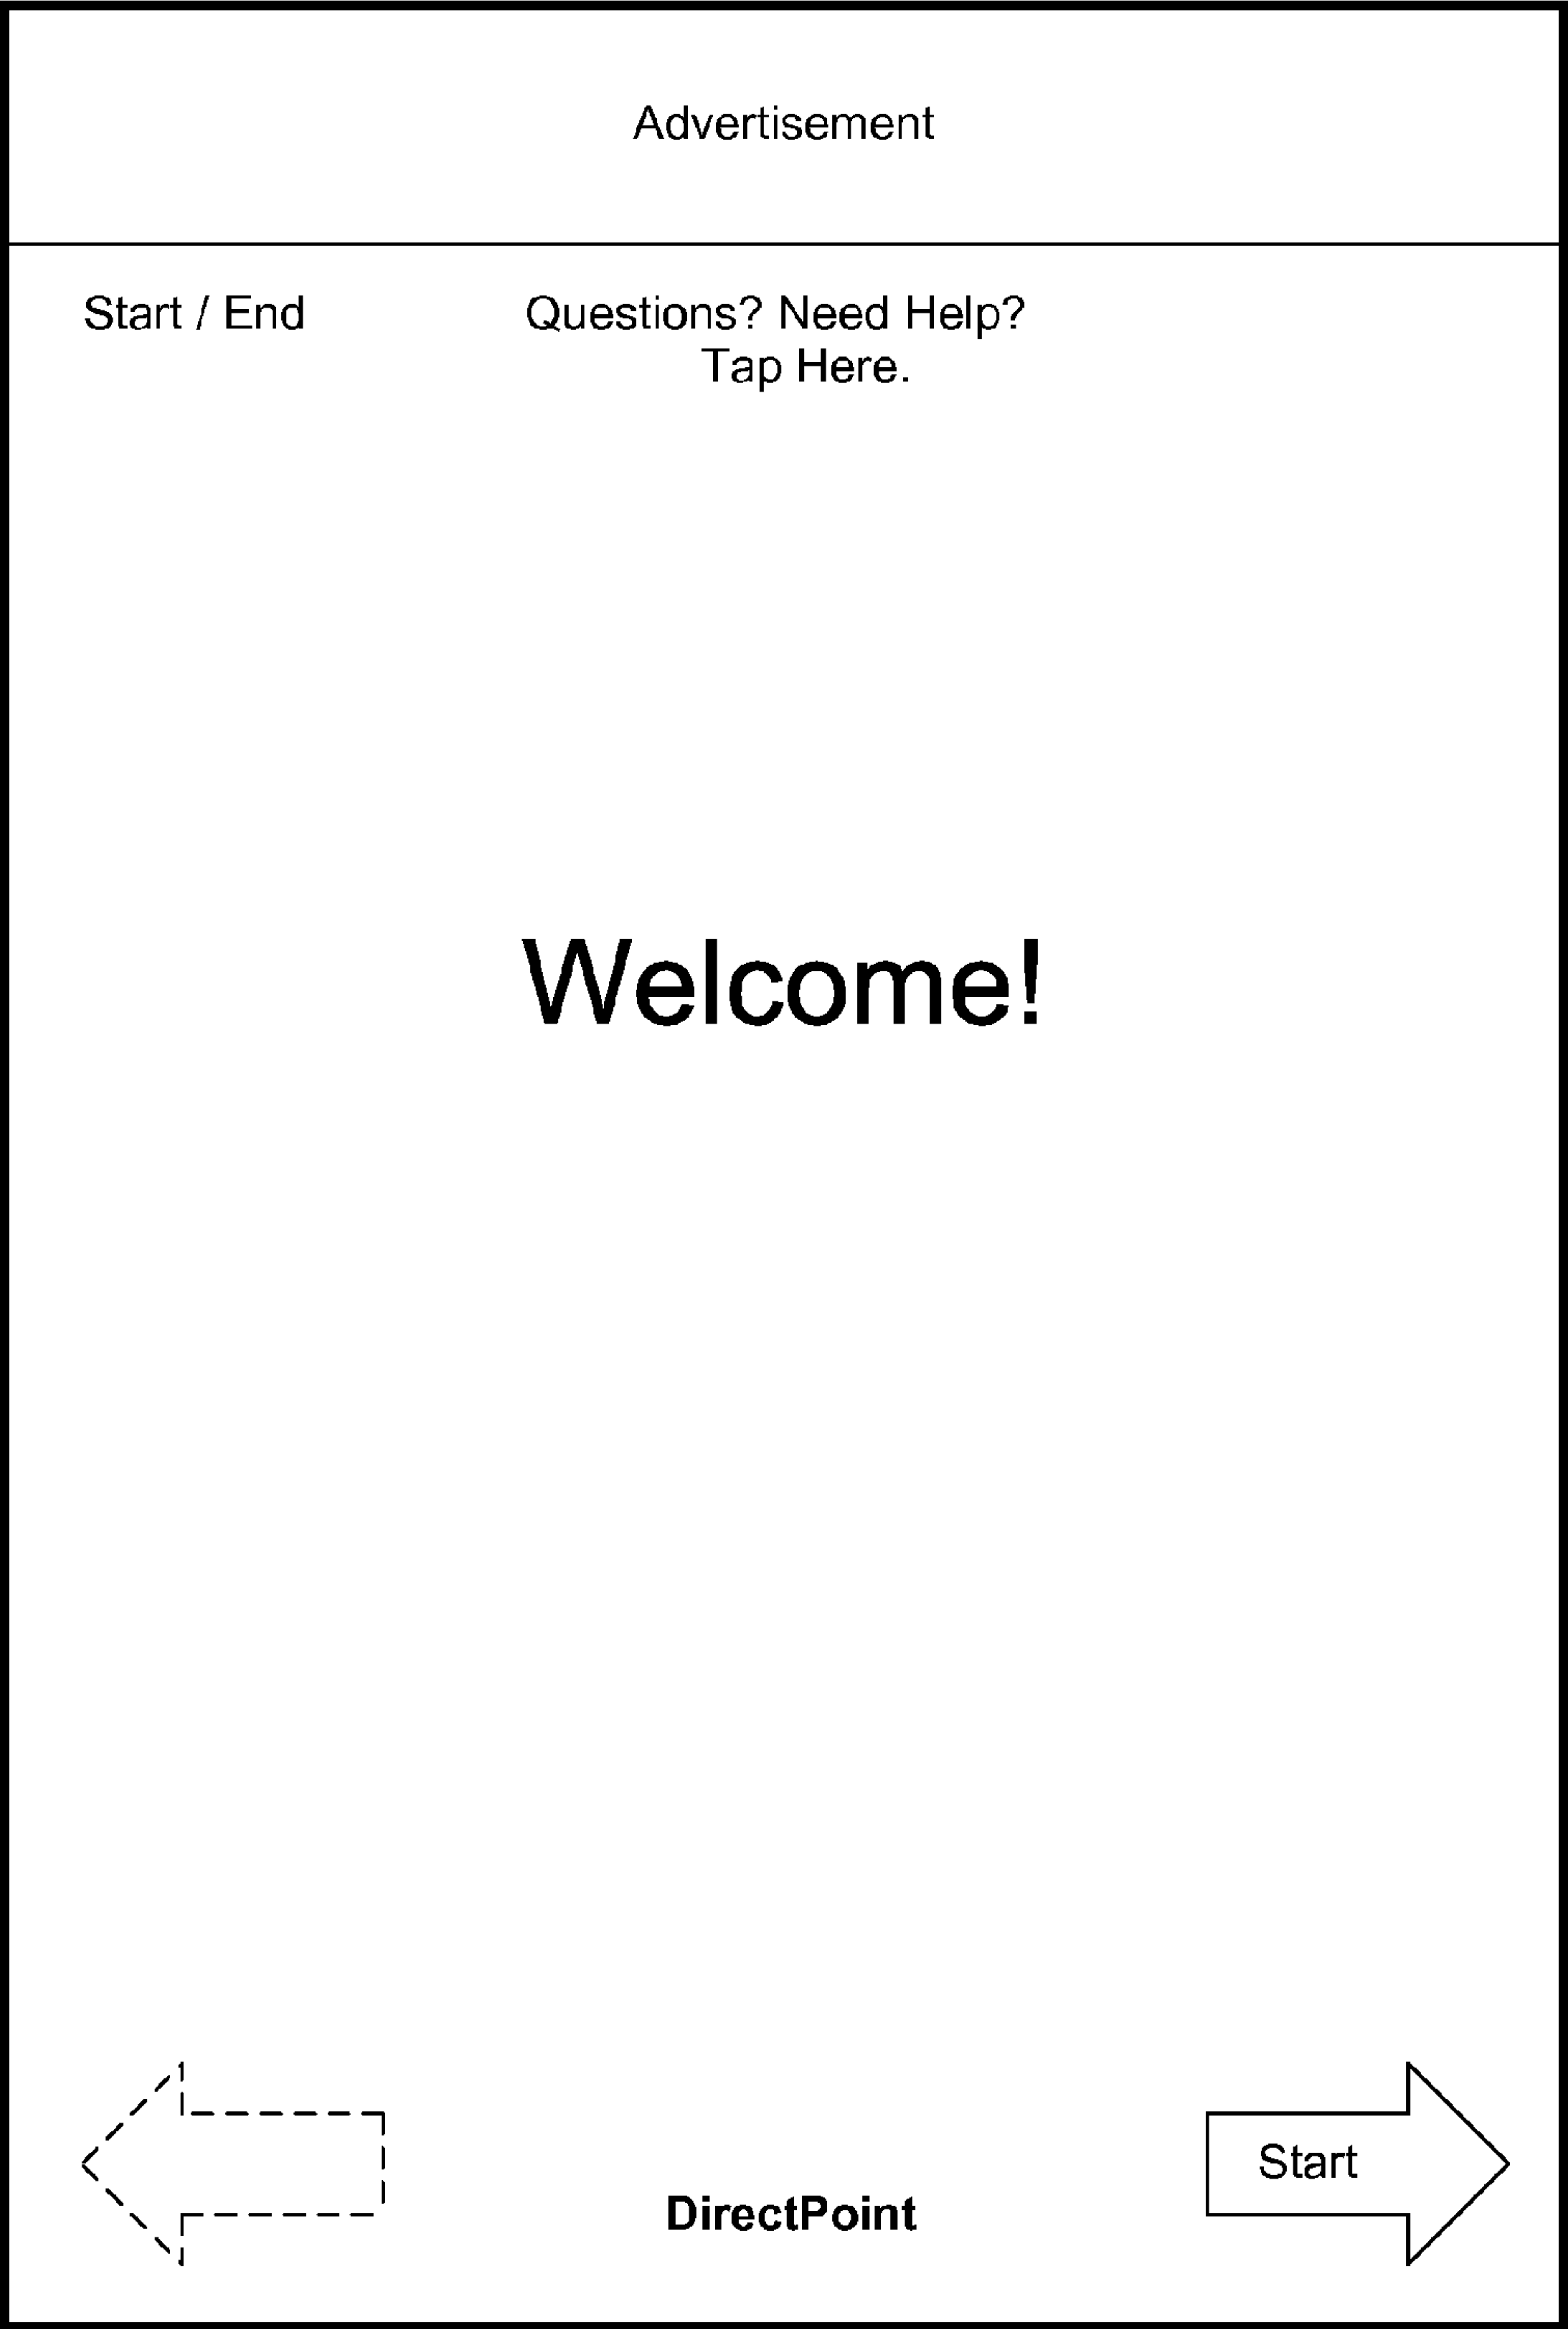 Advertisement
Start / End
Questions? Need Help?
Tap Here.
Welcome!
Start
DirectPoint